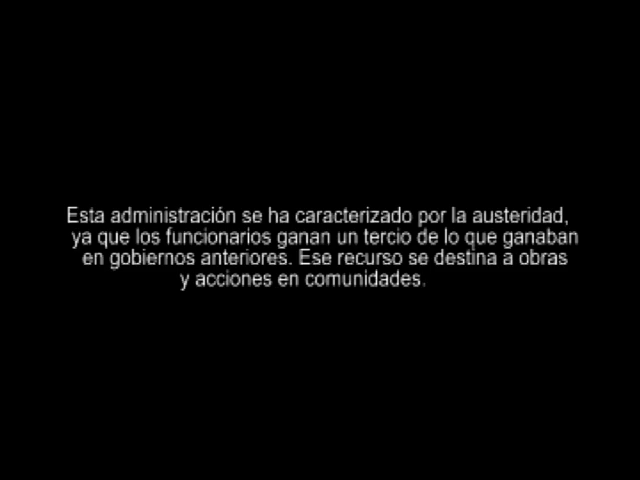 Esta administración se ha caracterizado por la austeridad,
ya que los funcionarios ganan un tercio de lo que ganaban
en gobiernos anteriores. Ese recurso se destina a obras
y acciones en comunidades.